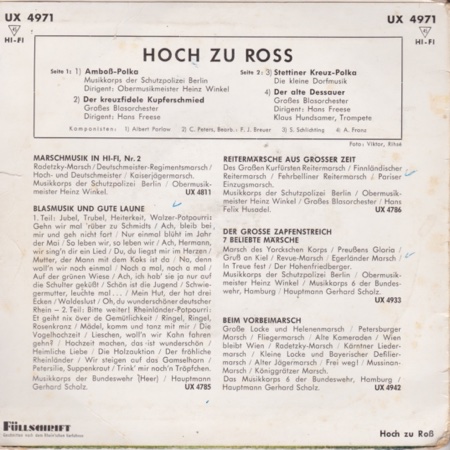 UX 4971
HI-FI
UX 4971
HI-FI
HOCH ZU ROSS
Seite 1: 1) Amboß-Polka
Musikkorps der Schutzpolizei Berlin
Dirigent: Obermusikmeister Heinz Winkel
2) Der kreuzfidele Kupferschmied
Großes Blasorchester
Dirigent: Hans Freese
Seite 2: 3) Stettiner Kreuz-Polka
Die kleine Dorfmusik
4) Der alte Dessauer
Großes Blasorchester
Dirigent: Hans Freese
Klaus Hundsamer, Trompete
Komponisten: 1) Albert Parlow 2) C. Peters, Bearb.- F. J. Breuer 3) S. Schlichting 4) A. Franz
Foto: Viktor, Ritsé
MARSCHMUSIK IN HI-FI, Nr. 2
Radetzky-Marsch / Deutschmeister-Regimentsmarsch /
Hoch- und Deutschmeister / Kaiserjägermarsch.
Musikkorps der Schutzpolizei Berlin / Obermusik-
meister Heinz Winkel. UX 4811
BLASMUSIK UND GUTE LAUNE
1. Teil: Jubel, Trubel, Heiterkeit, Walzer-Potpourri:
Gehn wir mal 'rüber zu Schmidts / Ach, bleib bei
mir und geh nicht fort / Nur einmal blüht im Jahr
der Mai / So leben wir, so leben wir / Ach, Hermann,
wie sing'n dir ein Lied / Du, du liegst mir im Herzen /
Mutter, der Mann mit dem Koks ist da / Na, denn
woll'n wir noch einmal / Noch a mal, noch a mal /
Auf der grünen Wiese / Ach, ich hab' sie ja nur auf
die Schulter geküßt / Schön ist die Jugend / Schwie-
germutter, leuchte mal . . / Mein Hut, der hat drei
Ecken / Waldeslust / Oh, du wunderschöner deutscher
Rhein – 2. Teil: Bitte weiter! Rheinländer-Potpourri:
Et geiht nix över de Gemütlichkeit / Ringel, Ringel,
Rosenkranz / Mädel, komm und tanz mit mir / Die
Vogelhochzeit / Lieschen, woll'n wir Kahn fahren
gehn? / Hochzeit machen, das ist wunderschön /
Heimliche Liebe / Die Holzauktion / Der fröhliche
Rheinländer / Wir steigen auf das Gamselhorn /
Petersilie, Suppenkraut / Trink' mir nach'n Tröpfchen.
Musikkorps der Bundeswehr (Heer) / Hauptmann
Gerhard Scholz. UX 4785
REITERMÄRSCHE AUS GROSSER ZEIT
Des Großen Kurfürsten Reitermarsch / Finnländischer
Reitermarsch / Fehrbelliner Reitermarsch / Pariser
Einzugsmarsch.
Musikkorps der Schutzpolizei Berlin / Obermusik-
meister Heinz Winkel / Großes Blasorchester / Hans
Felix Husadel. UX 4786
DER GROSSE ZAPFENSTREICH
7 BELIEBTE MÄRSCHE
Marsch des Yorckschen Korps / Preußens Gloria /
Gruß an Kiel / Revue-Marsch / Egerländer Marsch /
In Treue fest / Der Hohenfriedberger.
Musikkorps der Schutzpolizei Berlin / Obermusik-
meister Heinz Winkel / Musikkorps 6 der Bundes-
wehr, Hamburg / Hauptmann Gerhard Scholz.
UX 4933
BEIM VORBEIMARSCH
Große Locke und Helenenmarsch / Petersburger
Marsch / Fliegermarsch / Alte Kameraden / Wien
bleibt Wien / Radetzky-Marsch / Kärntner Lieder-
marsch / Kleine Locke und Bayerischer Defilier-
marsch / Alter Jägermarsch / Frei weg! / Mussinan-
Marsch / Königgrätzer Marsch.
Das Musikkorps 6 der Bundeswehr, Hamburg /
Hauptmann Gerhard Scholz. UX 4942
FÜLLSCHRIFT
Hoch zu Roß